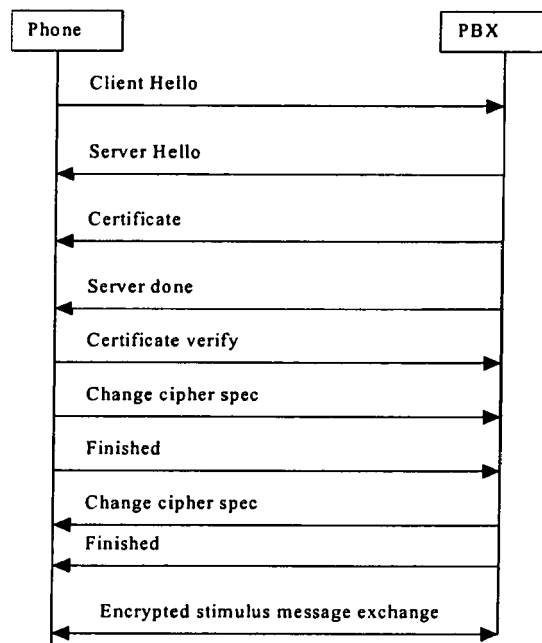 Phone
PBX
Client Hello
Server Hello
Certificate
Server done
Certificate verify
Change cipher spec
Finished
Change cipher spec
Finished
Encrypted stimulus message exchange